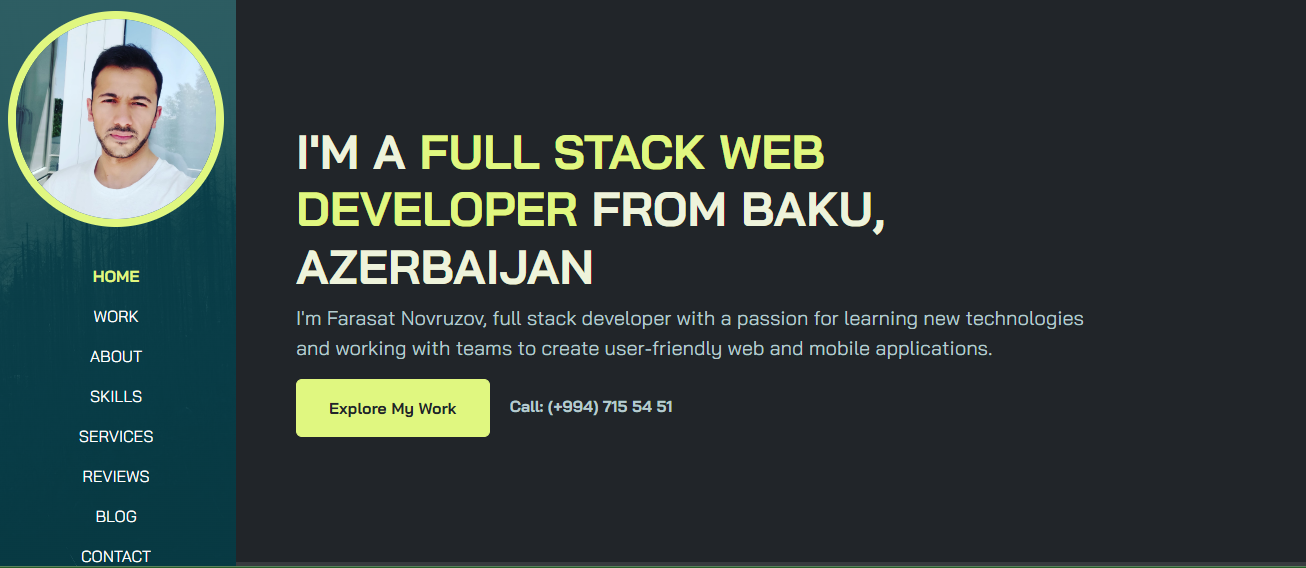 HOME
WORK
ABOUT
SKILLS
SERVICES
REVIEWS
BLOG
CONTACT
I'M A FULL STACK WEB
DEVELOPER FROM BAKU,
AZERBAIJAN
I'm Farasat Novruzov, full stack developer with a passion for learning new technologies
and working with teams to create user-friendly web and mobile applications.
Explore My Work
Call: (+994) 715 54 51